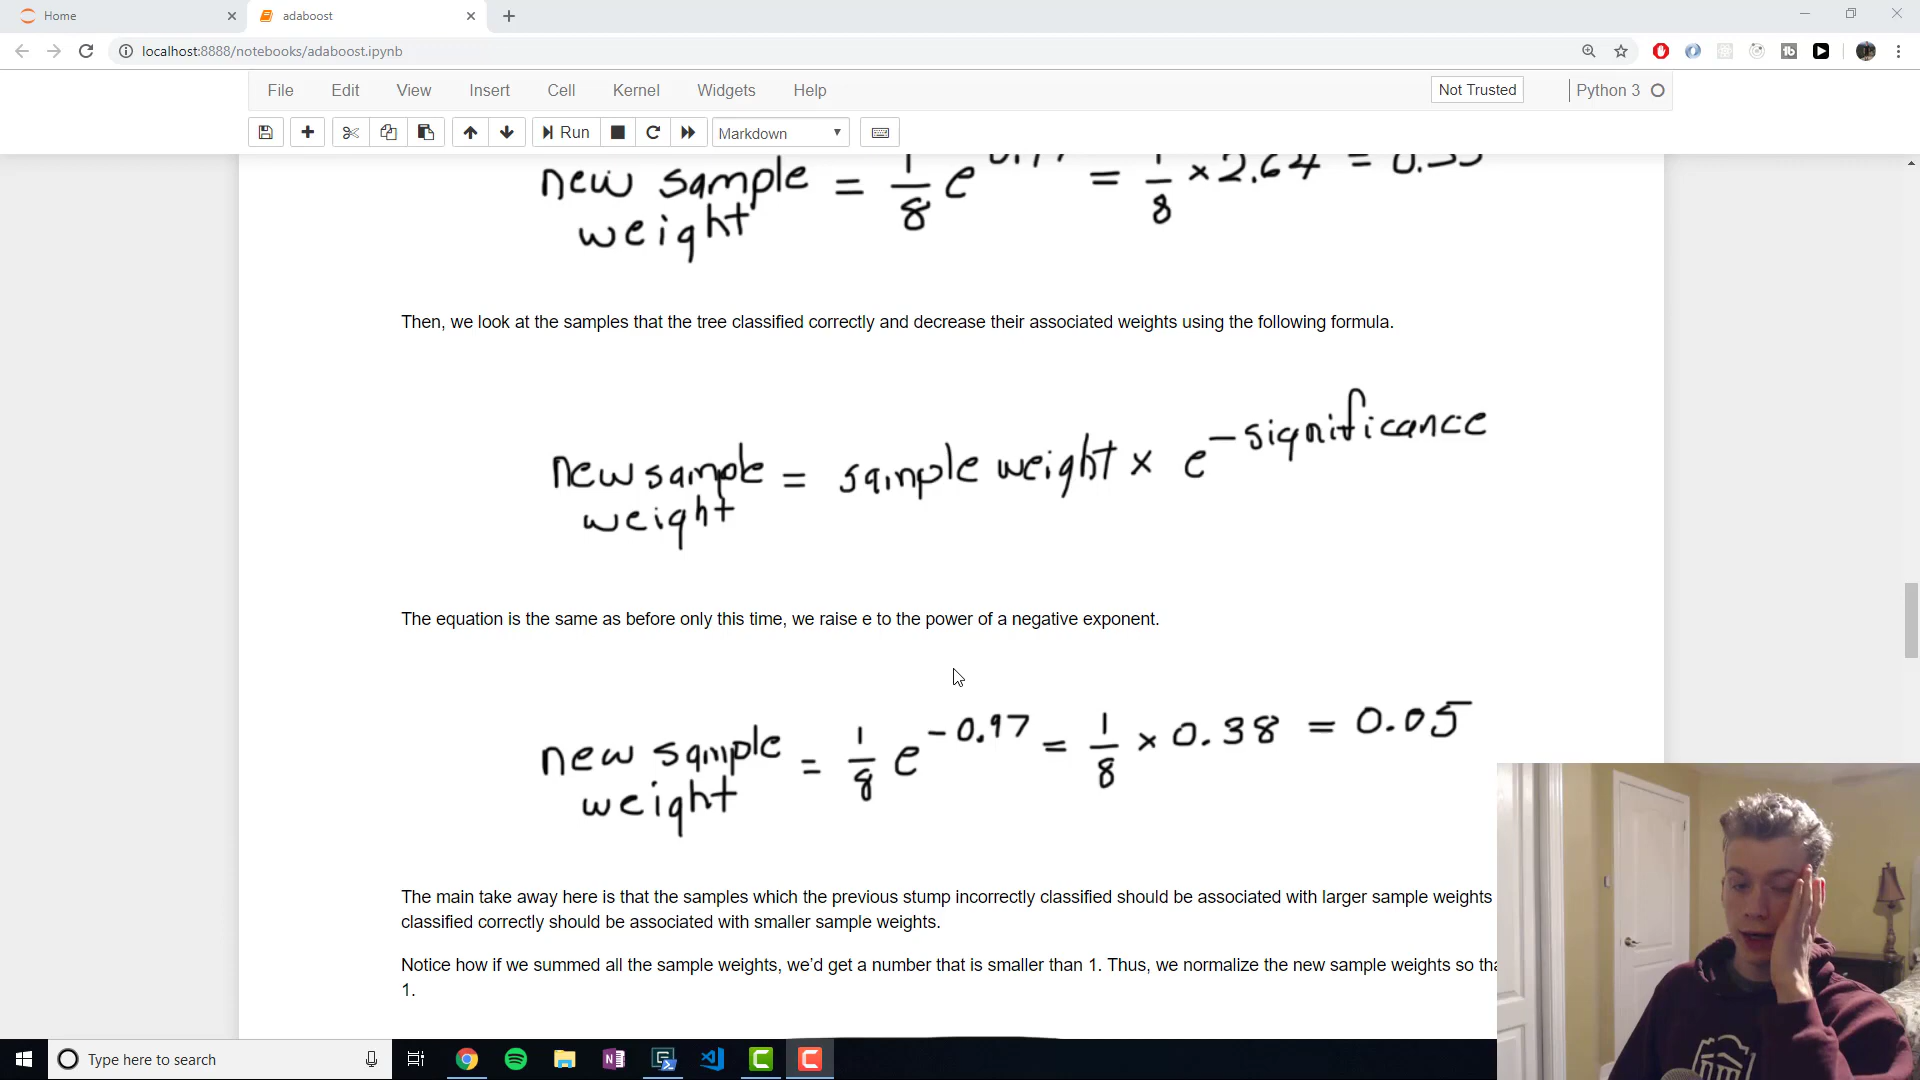 Home
adaboost
localhost:8888/notebooks/adaboost.ipynb
File Edit View Insert Cell Kernel Widgets Help
Not Trusted
Python 3
Run
Markdown
new sample weight = 1/8 e = 1/8 × 2.64 =
Then, we look at the samples that the tree classified correctly and decrease their associated weights using the following formula.
new sample weight = sample weight × e^-significance
The equation is the same as before only this time, we raise e to the power of a negative exponent.
new sample weight = 1/8 e^-0.97 = 1/8 × 0.38 = 0.05
The main take away here is that the samples which the previous stump incorrectly classified should be associated with larger sample weights
classified correctly should be associated with smaller sample weights.
Notice how if we summed all the sample weights, we'd get a number that is smaller than 1. Thus, we normalize the new sample weights so
1.
Type here to search